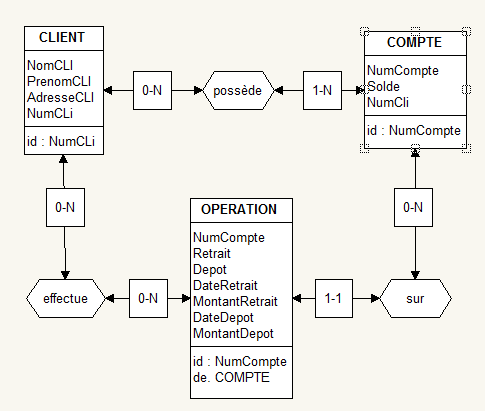 CLIENT
NomCLI
PrenomCLI
AdresseCLI
NumCLi
id : NumCLi
0-N
possède
1-N
COMPTE
NumCompte
Solde
NumCli
id : NumCompte
0-N
0-N
effectue
0-N
OPERATION
NumCompte
Retrait
Depot
DateRetrait
MontantRetrait
DateDepot
MontantDepot
id : NumCompte
de. COMPTE
1-1
sur